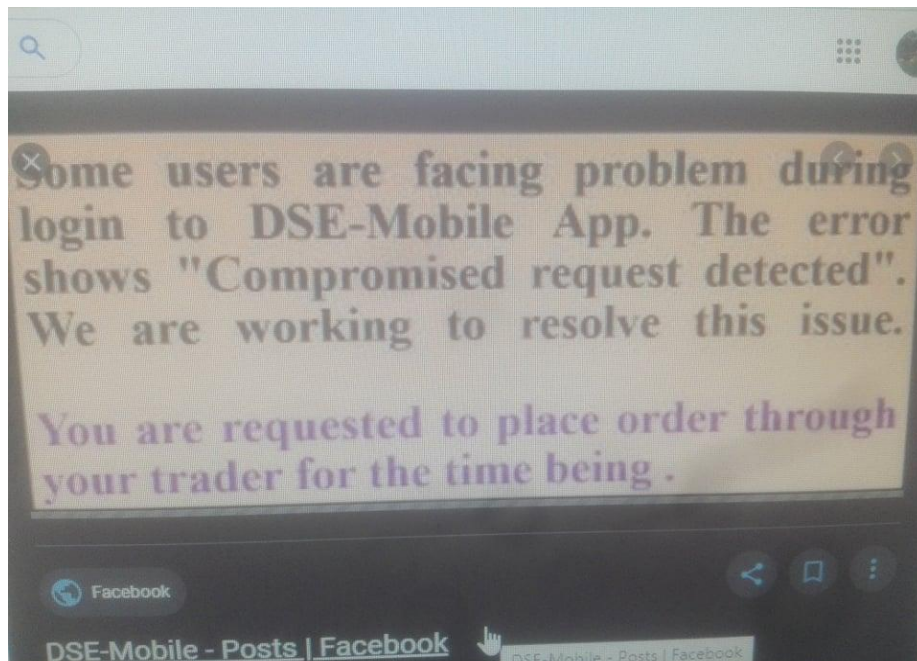 Some users are facing problem during
login to DSE-Mobile App. The error
shows "Compromised request detected".
We are working to resolve this issue.
You are requested to place order through
your trader for the time being .
Facebook
DSE-Mobile - Posts | Facebook
DSE-Mobile - Posts | Facebook